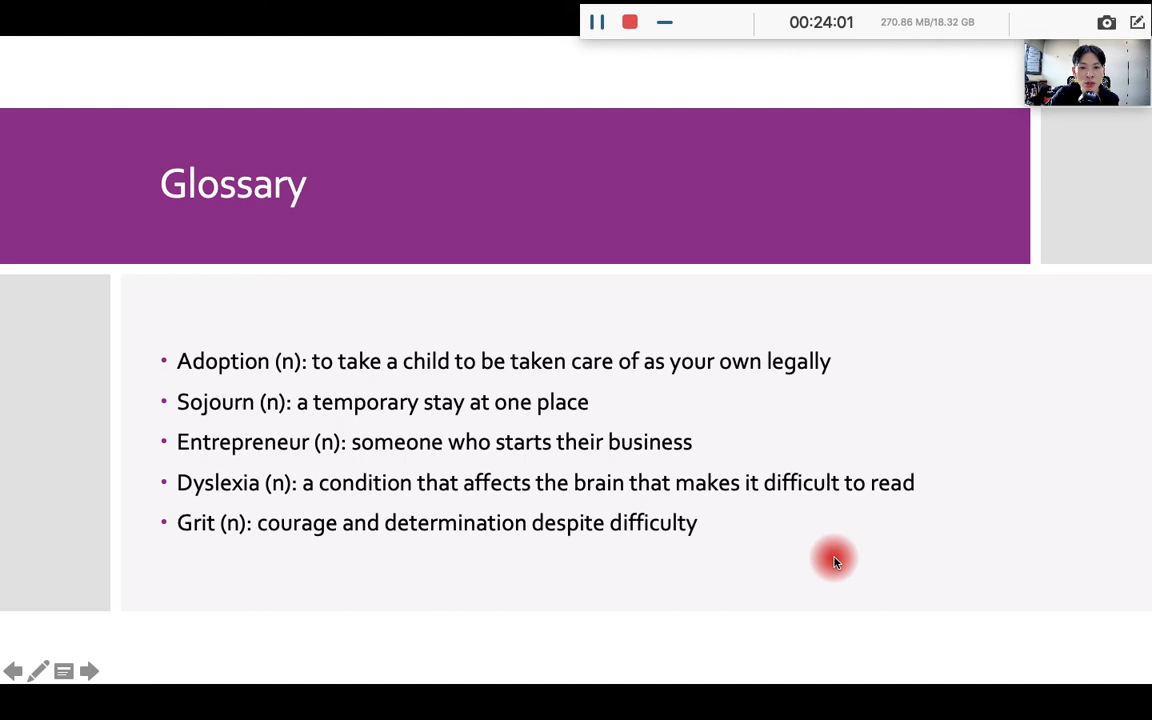 00:24:01
270.86 MB/18.32 GB
Glossary
• Adoption (n): to take a child to be taken care of as your own legally
• Sojourn (n): a temporary stay at one place
• Entrepreneur (n): someone who starts their business
• Dyslexia (n): a condition that affects the brain that makes it difficult to read
• Grit (n): courage and determination despite difficulty